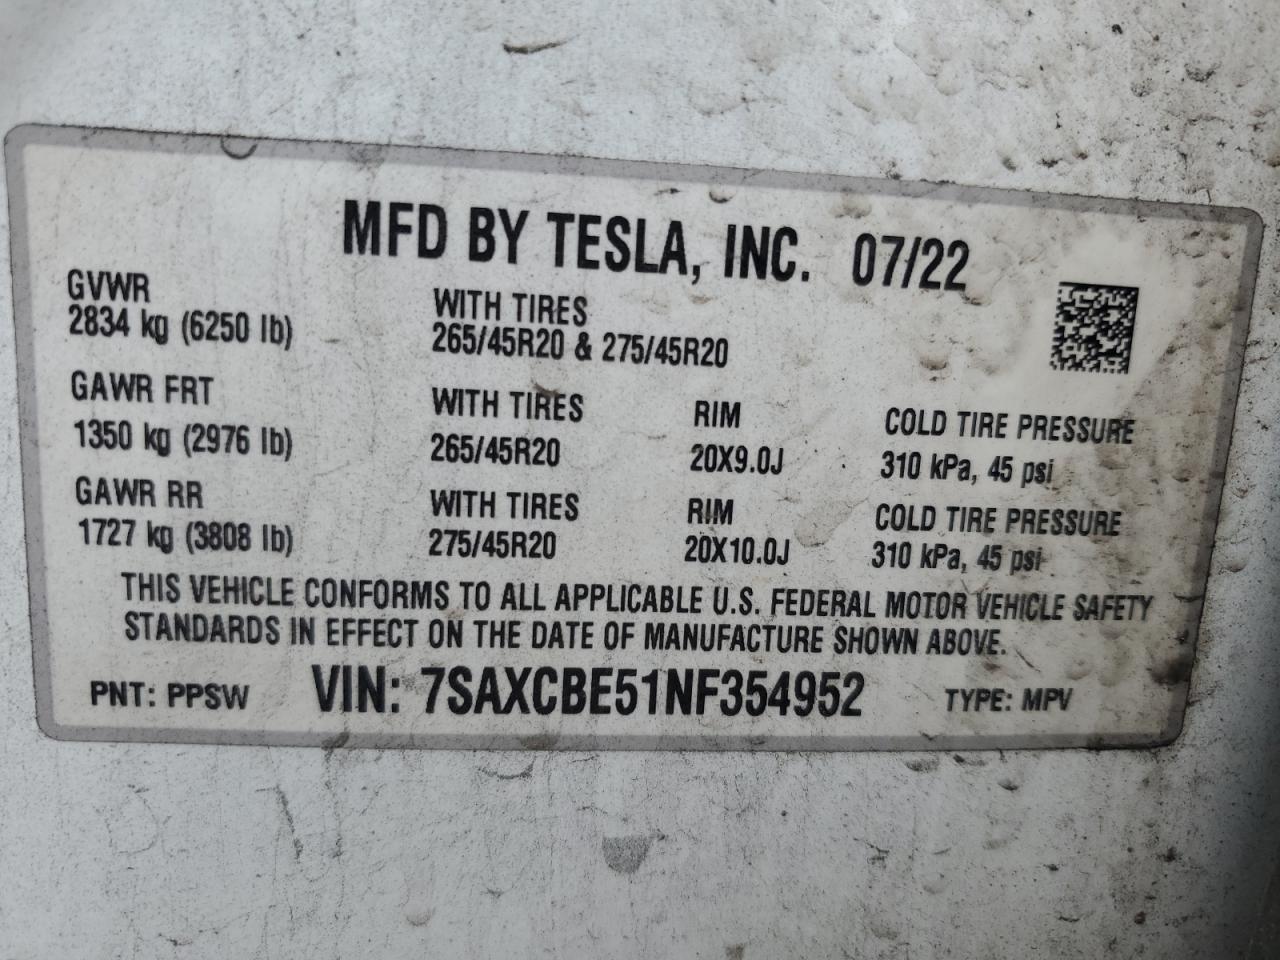 MFD BY TESLA, INC. 07/22
GVWR
2834 kg (6250 lb)
WITH TIRES
265/45R20 & 275/45R20
GAWR FRT
1350 kg (2976 lb)
WITH TIRES
265/45R20
RIM
20X9.0J
COLD TIRE PRESSURE
310 kPa, 45 psi
GAWR RR
1727 kg (3808 lb)
WITH TIRES
275/45R20
RIM
20X10.0J
COLD TIRE PRESSURE
310 kPa, 45 psi
THIS VEHICLE CONFORMS TO ALL APPLICABLE U.S. FEDERAL MOTOR VEHICLE SAFETY
STANDARDS IN EFFECT ON THE DATE OF MANUFACTURE SHOWN ABOVE.
PNT: PPSW VIN: 7SAXCBE51NF354952 TYPE: MPV